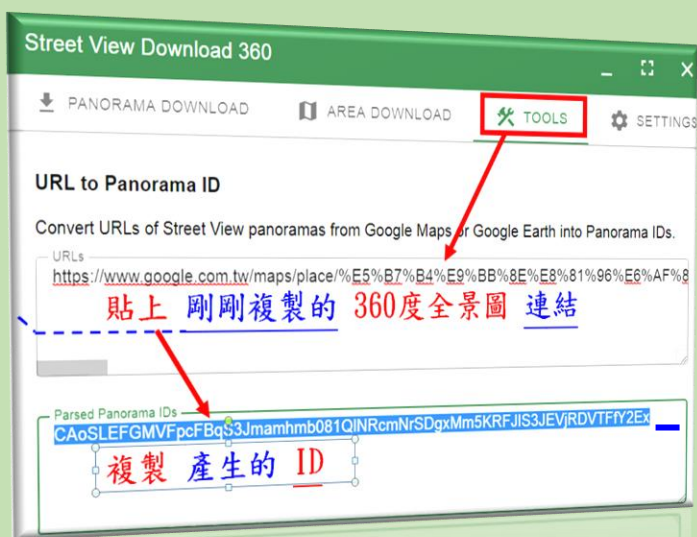 Street View Download 360
PANORAMA DOWNLOAD AREA DOWNLOAD TOOLS SETTINGS
URL to Panorama ID
Convert URLs of Street View panoramas from Google Maps or Google Earth into Panorama IDs.
URLs
https://www.google.com.tw/maps/place/%E5%B7%B4%E9%BB%8E%E8%81%96%E6%AF%8
貼上 剛剛複製的 360度全景圖 連結
Parsed Panorama IDs
CAoSLEFGMVFpcFBqS3Jmamhmb081QlNRcmNrSDgxMm5KRFJIS3JEVjRDVTFfY2Ex
複製 產生的 ID